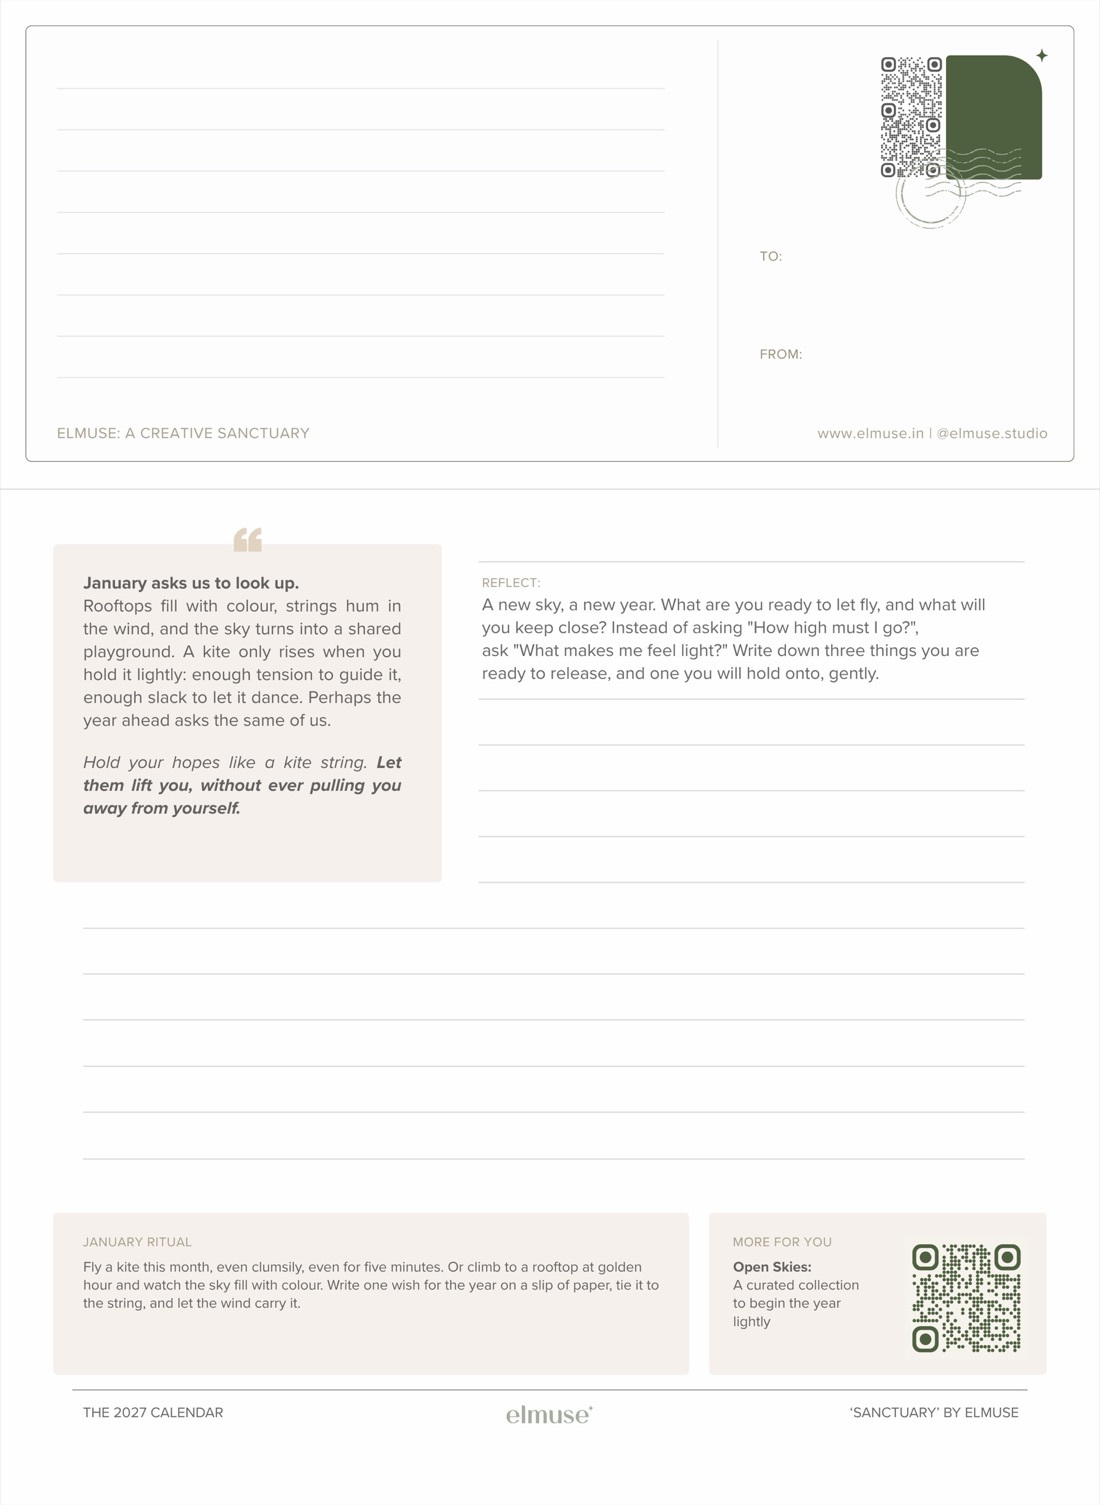 TO:
FROM:
ELMUSE: A CREATIVE SANCTUARY
www.elmuse.in | @elmuse.studio
January asks us to look up.
Rooftops fill with colour, strings hum in
the wind, and the sky turns into a shared
playground. A kite only rises when you
hold it lightly: enough tension to guide it,
enough slack to let it dance. Perhaps the
year ahead asks the same of us.
Hold your hopes like a kite string. Let
them lift you, without ever pulling you
away from yourself.
REFLECT:
A new sky, a new year. What are you ready to let fly, and what will
you keep close? Instead of asking "How high must I go?",
ask "What makes me feel light?" Write down three things you are
ready to release, and one you will hold onto, gently.
JANUARY RITUAL
Fly a kite this month, even clumsily, even for five minutes. Or climb to a rooftop at golden
hour and watch the sky fill with colour. Write one wish for the year on a slip of paper, tie it to
the string, and let the wind carry it.
MORE FOR YOU
Open Skies:
A curated collection
to begin the year
lightly
THE 2027 CALENDAR
elmuse
‘SANCTUARY’ BY ELMUSE